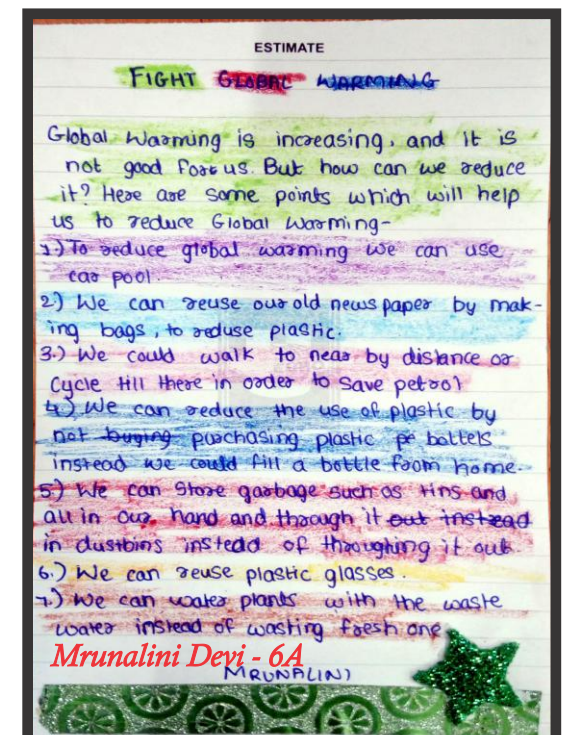 ESTIMATE
FIGHT GLOBAL WARMING
Global Warming is increasing, and it is
not good for us. But how can we reduce
it? Here are some points which will help
us to reduce Global Warming-
1.) To reduce global warming we can use
car pool.
2.) We can reuse our old news paper by mak-
ing bags, to reduse plastic.
3.) We could walk to near by distance or
cycle till there in order to save petrol
4.) We can reduce the use of plastic by
not buying purchasing plastic bottels
instead we could fill a bottle from home.
5.) We can Store garbage such as tins and
all in our hand and through it out instead
in dustbins instead of throughing it out.
6.) We can reuse plastic glasses.
7.) We can water plants with the waste
water instead of wasting fresh one
Mrunalini Devi - 6A
MRUNALINI